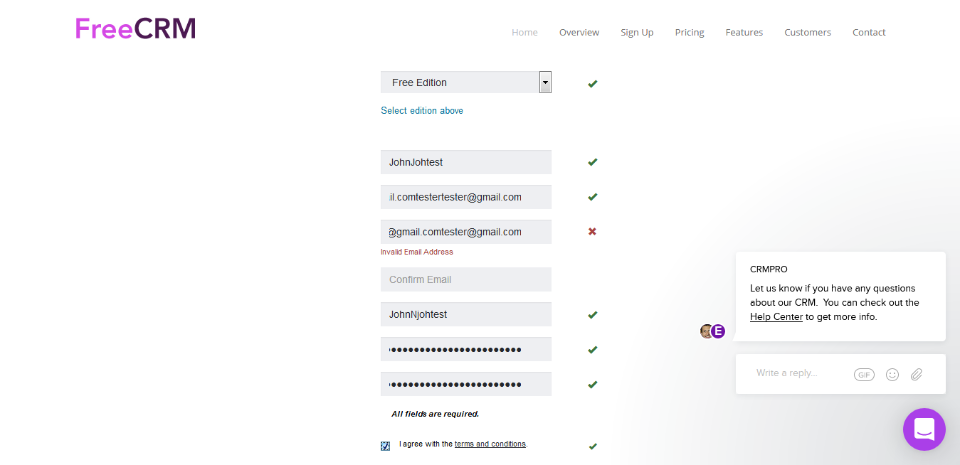 FreeCRM
Home Overview Sign Up Pricing Features Customers Contact
Free Edition
Select edition above
JohnJohtest
il.comtestertester@gmail.com
@gmail.comtester@gmail.com
Invalid Email Address
Confirm Email
JohnNjohtest
All fields are required.
I agree with the terms and conditions.
CRMPRO
Let us know if you have any questions
about our CRM. You can check out the
Help Center to get more info.
E
Write a reply...
GIF